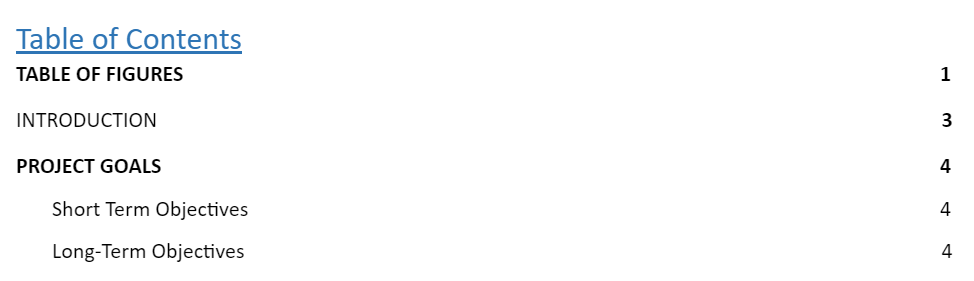 Table of Contents
TABLE OF FIGURES 1
INTRODUCTION 3
PROJECT GOALS 4
Short Term Objectives 4
Long-Term Objectives 4